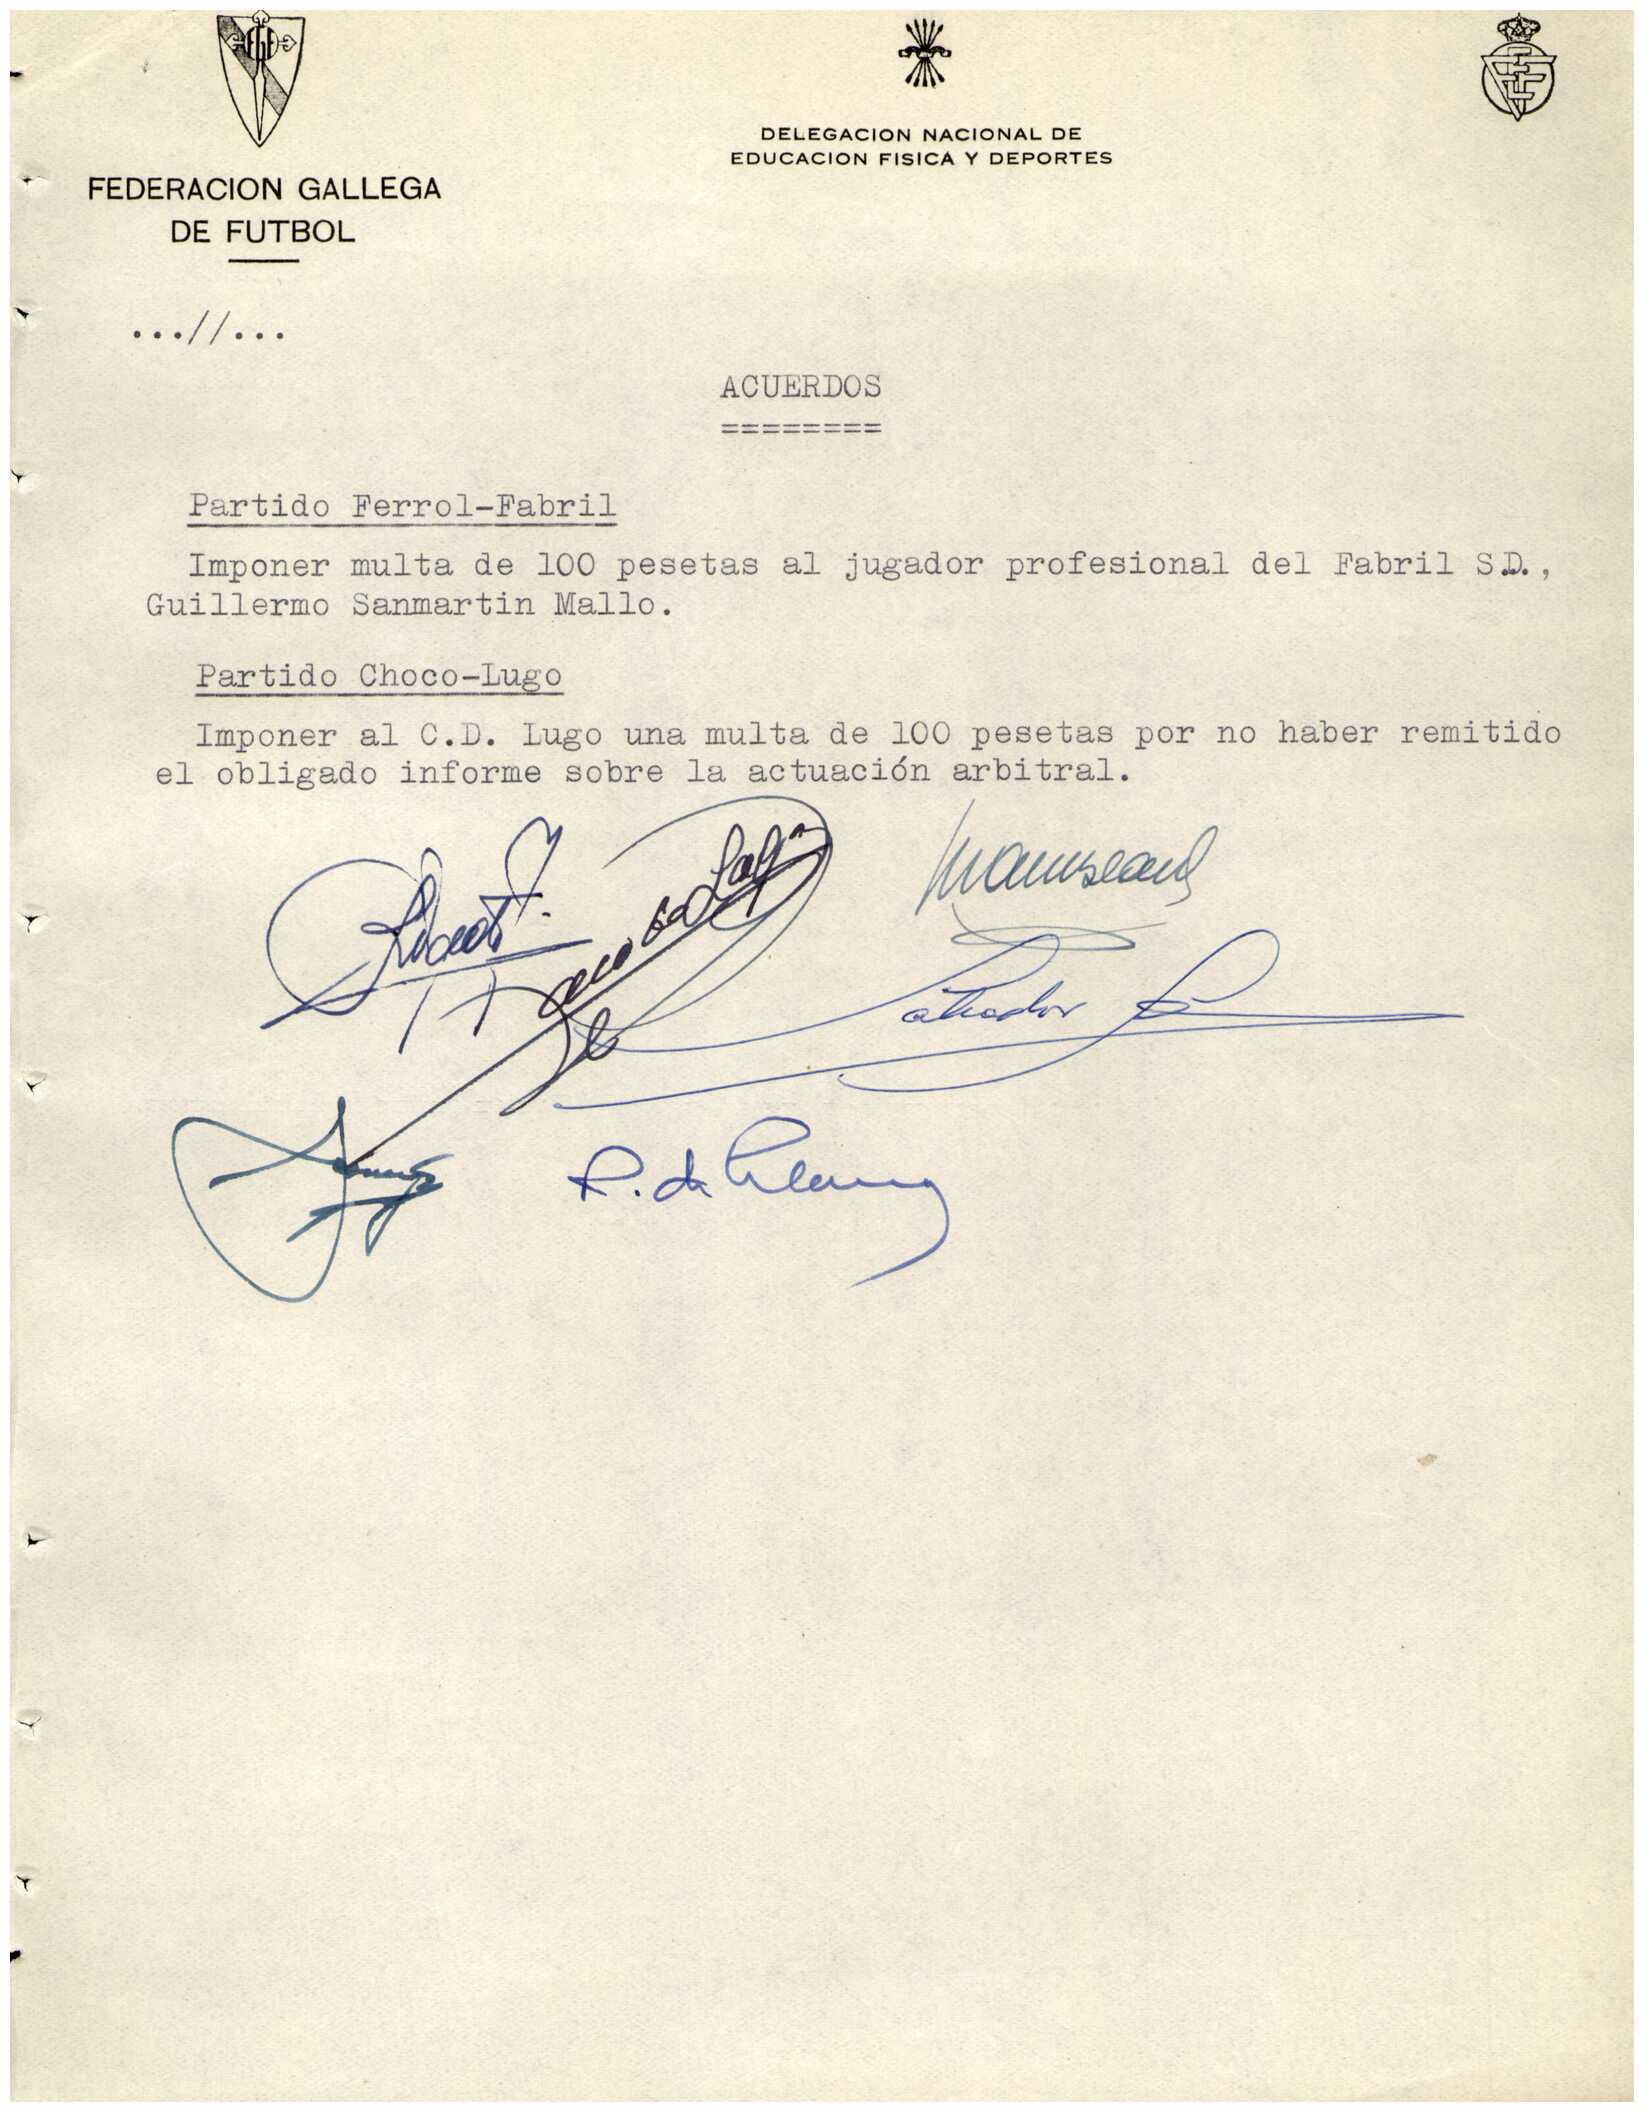 FEDERACION GALLEGA
DE FUTBOL
DELEGACION NACIONAL DE
EDUCACION FISICA Y DEPORTES
...//...
ACUERDOS
========
Partido Ferrol-Fabril
Imponer multa de 100 pesetas al jugador profesional del Fabril S.D.,
Guillermo Sanmartin Mallo.
Partido Choco-Lugo
Imponer al C.D. Lugo una multa de 100 pesetas por no haber remitido
el obligado informe sobre la actuación arbitral.
Salvador